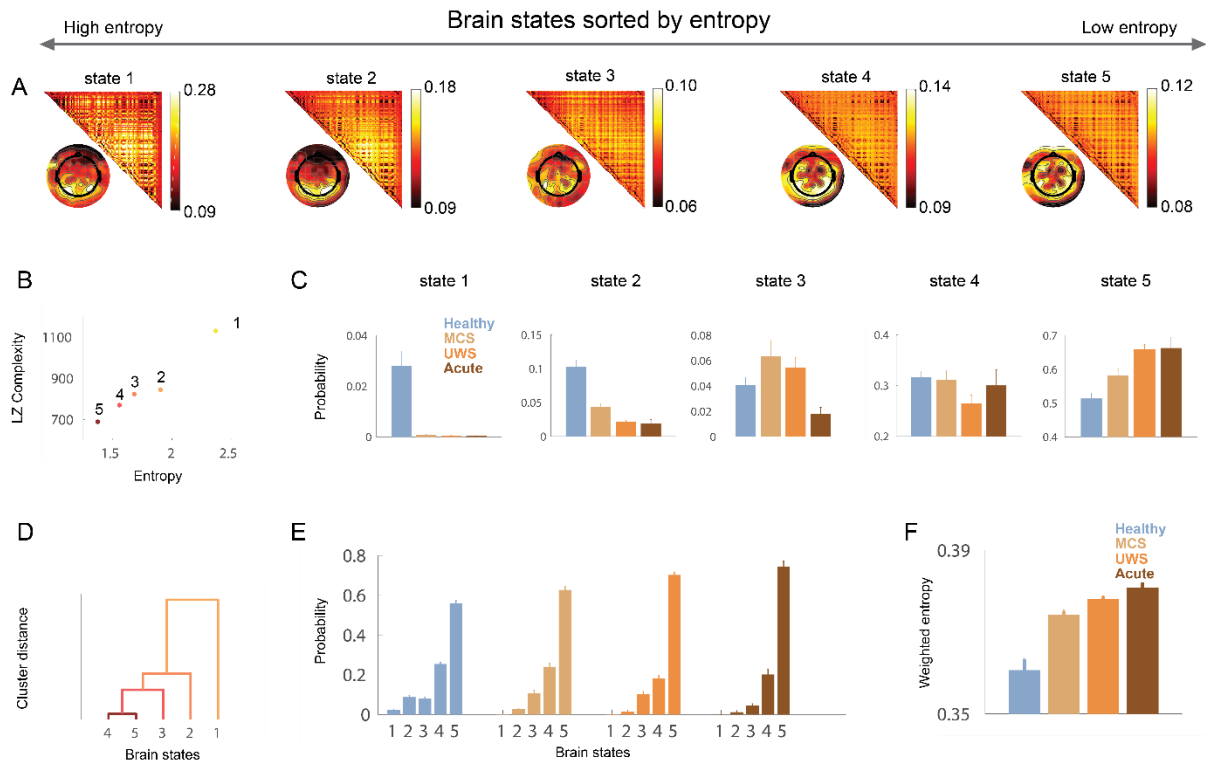 Brain states sorted by entropy
High entropy
Low entropy
A
state 1
0.28
0.09
state 2
0.18
0.09
state 3
0.10
0.06
state 4
0.14
0.09
state 5
0.12
0.08
B
LZ Complexity
1100
900
700
1
2
3
4
5
1.5
2
2.5
Entropy
C
Probability
state 1
0.04
0.02
0
Healthy
MCS
UWS
Acute
state 2
0.15
0.1
0.05
0
state 3
0.08
0.06
0.04
0.02
0
state 4
0.4
0.3
0.2
state 5
0.7
0.6
0.5
0.4
D
Cluster distance
4 5 3 2 1
Brain states
E
Probability
0.8
0.6
0.4
0.2
0
1 2 3 4 5 1 2 3 4 5 1 2 3 4 5 1 2 3 4 5
Brain states
F
Weighted entropy
0.39
0.35
Healthy
MCS
UWS
Acute